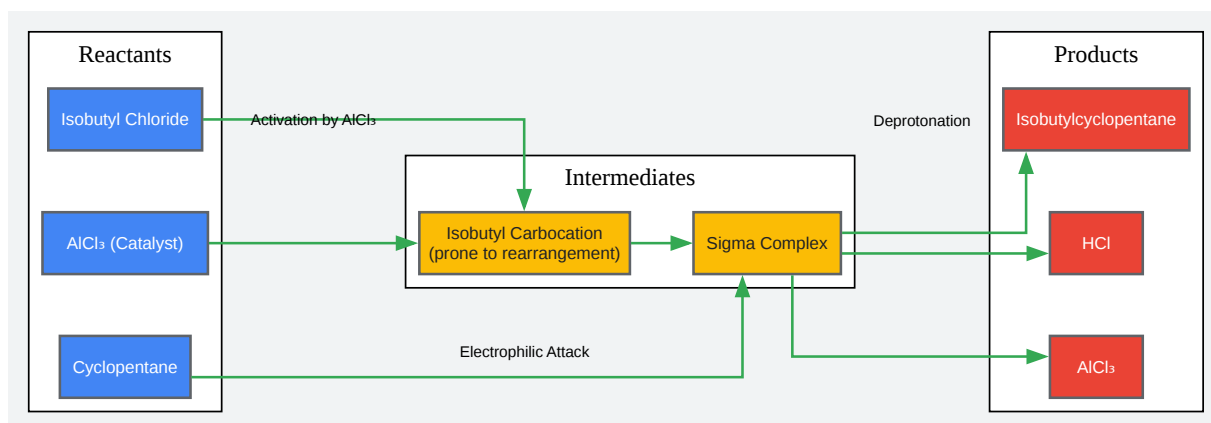 Reactants
Isobutyl Chloride
AlCl₃ (Catalyst)
Cyclopentane
Activation by AlCl₃
Electrophilic Attack
Intermediates
Isobutyl Carbocation
(prone to rearrangement)
Sigma Complex
Deprotonation
Products
Isobutylcyclopentane
HCl
AlCl₃